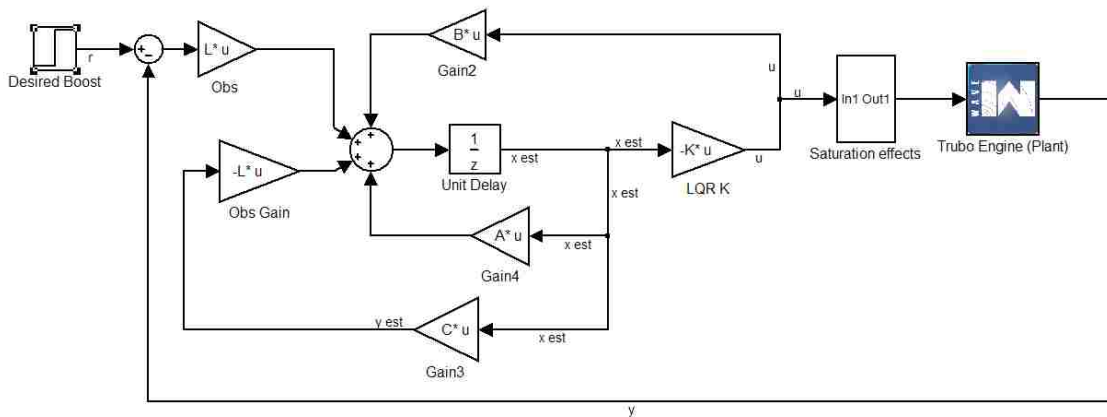 Desired Boost
r
+
-
L* u
Obs
-L* u
Obs Gain
+
+
+
+
B* u
Gain2
1
z
Unit Delay
x est
x est
x est
A* u
Gain4
x est
C* u
Gain3
y est
x est
-K* u
LQR K
u
u
u
In1 Out1
Saturation effects
WAVE
Trubo Engine (Plant)
y